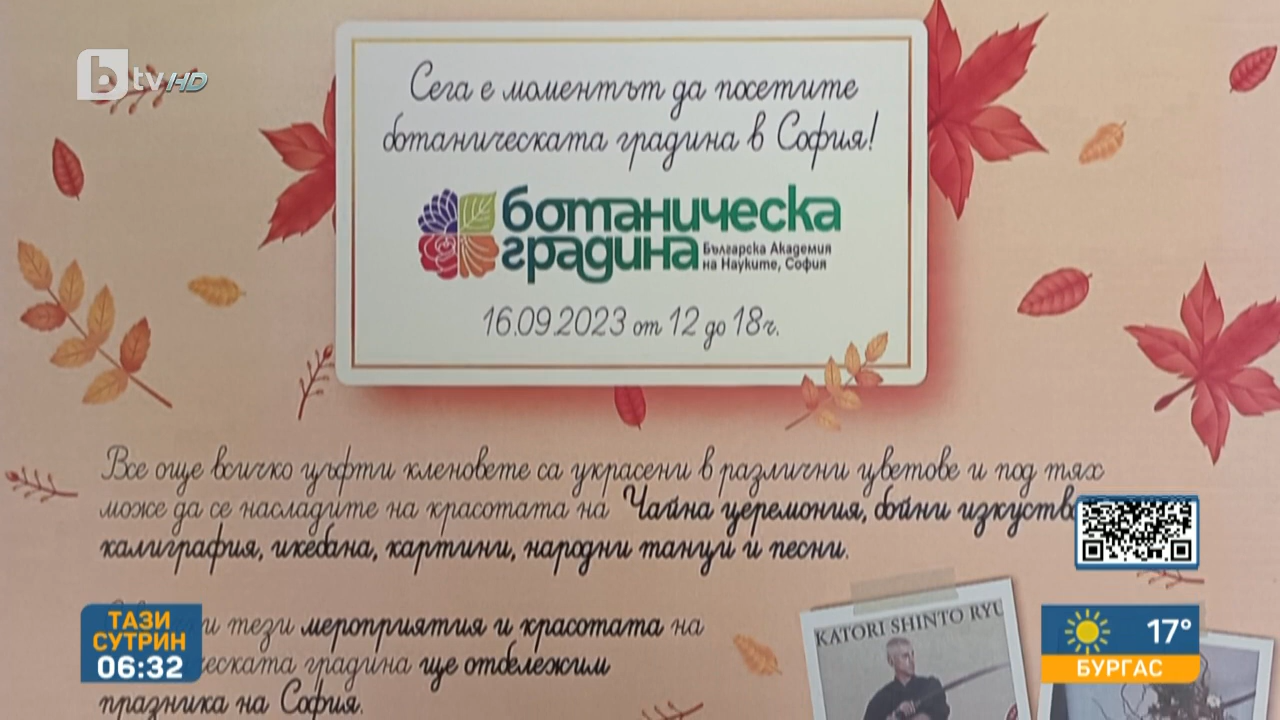 btv HD
Сега е моментът да посетите
ботаническата градина в София!
ботаническа
градина
Българска Академия
на Науките, София
16.09.2023 от 12 до 18ч.
Все още всичко цъфти кленовете са украсени в различни цветове и под тях
може да се насладите на красотата на Чайна церемония, бойни изкуства
калиграфия, икебана, картини, народни танци и песни.
и тези мероприятия и красотата на
ческата градина ще отбележим
празника на София.
KATORI SHINTO RYU
ТАЗИ
СУТРИН
06:32
17°
БУРГАС